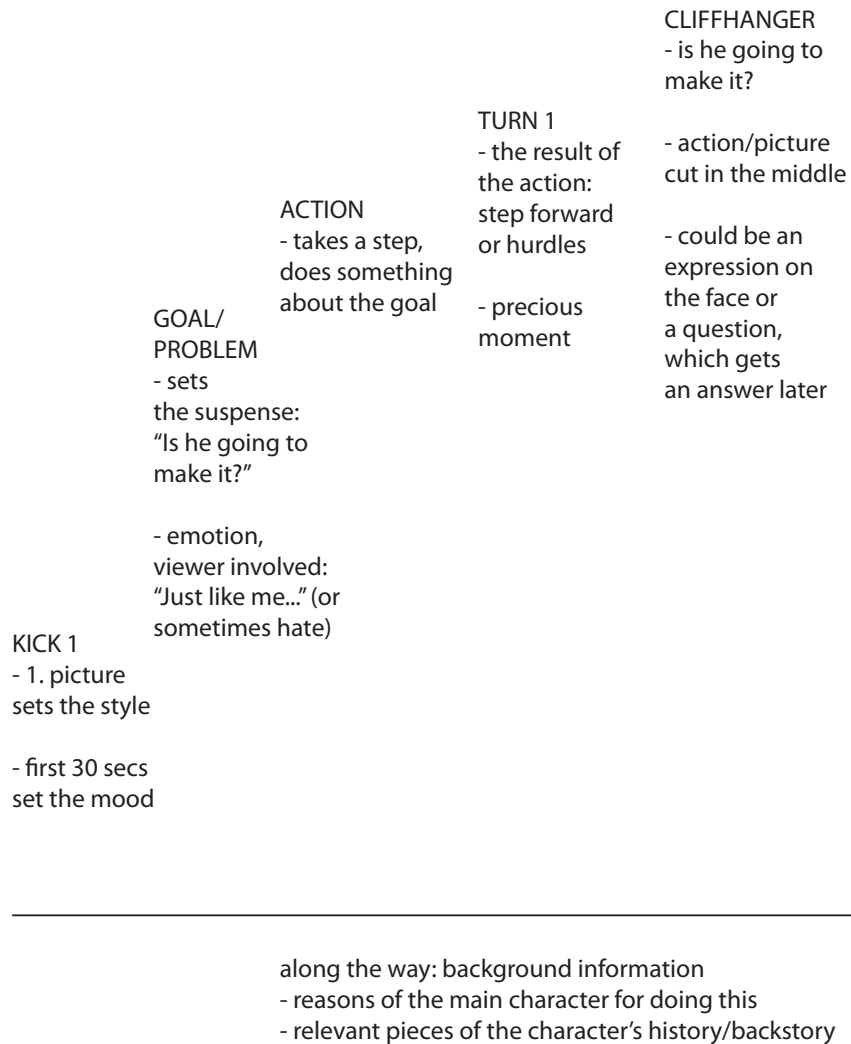 KICK 1
- 1. picture
sets the style
- first 30 secs
set the mood
GOAL/
PROBLEM
- sets
the suspense:
“Is he going to
make it?”
- emotion,
viewer involved:
“Just like me...” (or
sometimes hate)
ACTION
- takes a step,
does something
about the goal
TURN 1
- the result of
the action:
step forward
or hurdles
- precious
moment
CLIFFHANGER
- is he going to
make it?
- action/picture
cut in the middle
- could be an
expression on
the face or
a question,
which gets
an answer later
along the way: background information
- reasons of the main character for doing this
- relevant pieces of the character’s history/backstory